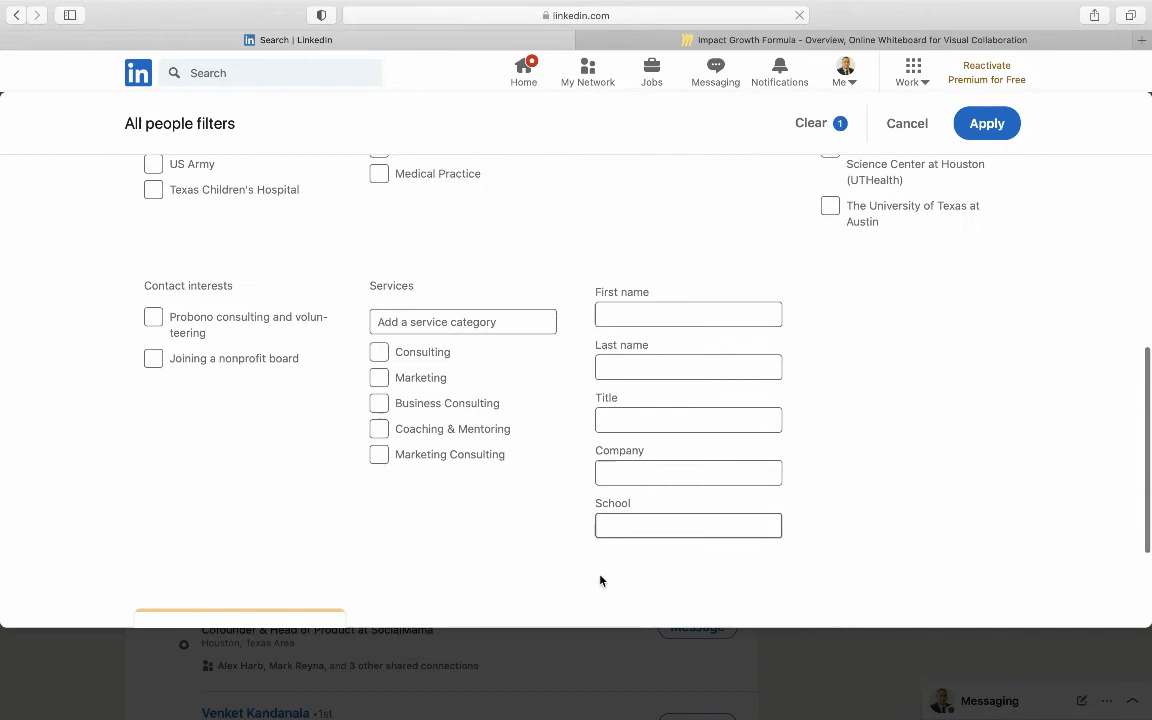 linkedin.com
Search | LinkedIn
Impact Growth Formula - Overview, Online Whiteboard for Visual Collaboration
in
Search
Home
My Network
Jobs
Messaging
Notifications
Me
Work
Reactivate
Premium for Free
All people filters
Clear 1
Cancel
Apply
US Army
Texas Children's Hospital
Medical Practice
Science Center at Houston
(UTHealth)
The University of Texas at
Austin
Contact interests
Probono consulting and volun-
teering
Joining a nonprofit board
Services
Add a service category
Consulting
Marketing
Business Consulting
Coaching & Mentoring
Marketing Consulting
First name
Last name
Title
Company
School
Cofounder & Head of Product at SocialMama
Houston, Texas Area
Alex Harb, Mark Reyna, and 3 other shared connections
Message
Venket Kandanala • 1st
Messaging